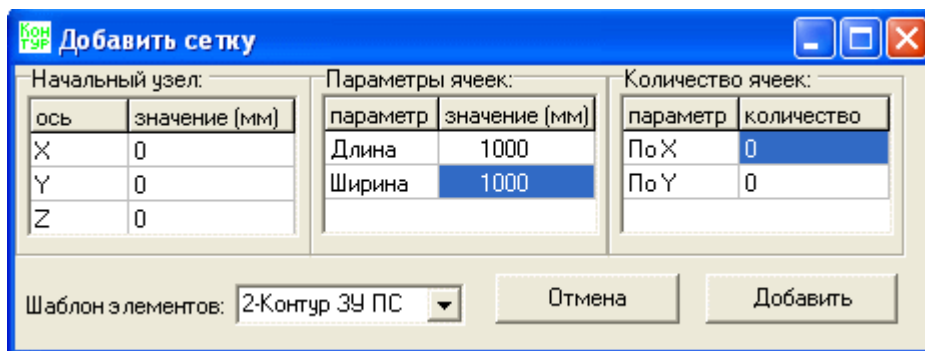 Кон
тур Добавить сетку
Начальный узел: Параметры ячеек: Количество ячеек:
ось значение (мм) параметр значение (мм) параметр количество
X 0 Длина 1000 По X 0
Y 0 Ширина 1000 По Y 0
Z 0
Шаблон элементов: 2-Контур ЗУ ПС Отмена Добавить